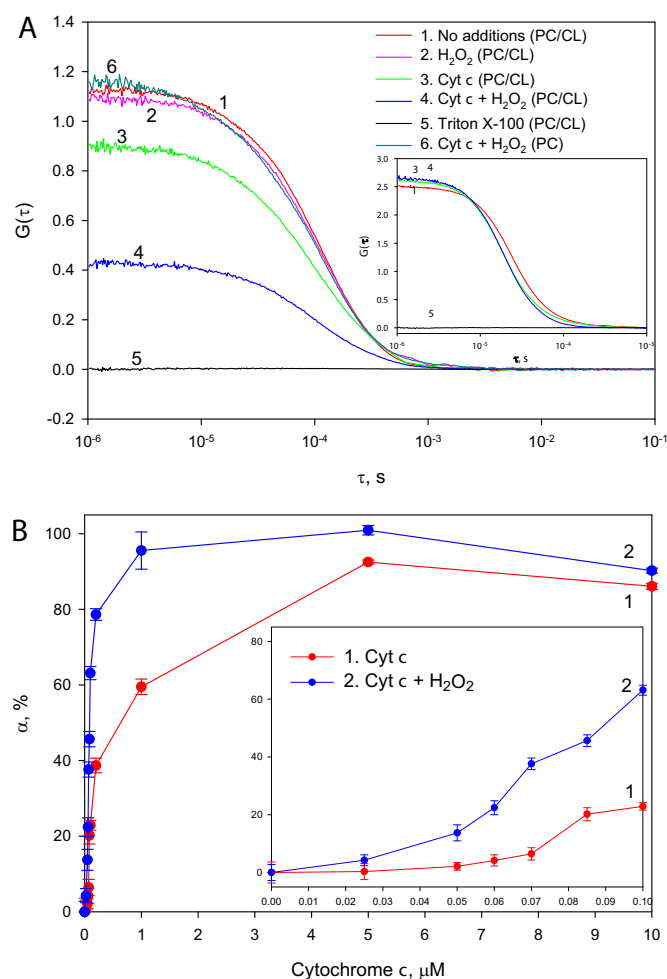 A
1. No additions (PC/CL)
2. H₂O₂ (PC/CL)
3. Cyt c (PC/CL)
4. Cyt c + H₂O₂ (PC/CL)
5. Triton X-100 (PC/CL)
6. Cyt c + H₂O₂ (PC)
1.4
1.2
1.0
0.8
0.6
0.4
0.2
0.0
-0.2
G(τ)
6
1
2
3
4
5
10⁻⁶ 10⁻⁵ 10⁻⁴ 10⁻³ 10⁻² 10⁻¹
τ, s
3.0
2.5
2.0
1.5
1.0
0.5
0.0
G(τ)
3 4
1
5
10⁻⁶ 10⁻⁵ 10⁻⁴ 10⁻³
τ, s
B
100
80
60
40
20
0
α, %
2
1
0 1 2 3 4 5 6 7 8 9 10
Cytochrome c, μM
1. Cyt c
2. Cyt c + H₂O₂
80
60
40
20
0
2
1
0.00 0.01 0.02 0.03 0.04 0.05 0.06 0.07 0.08 0.09 0.10